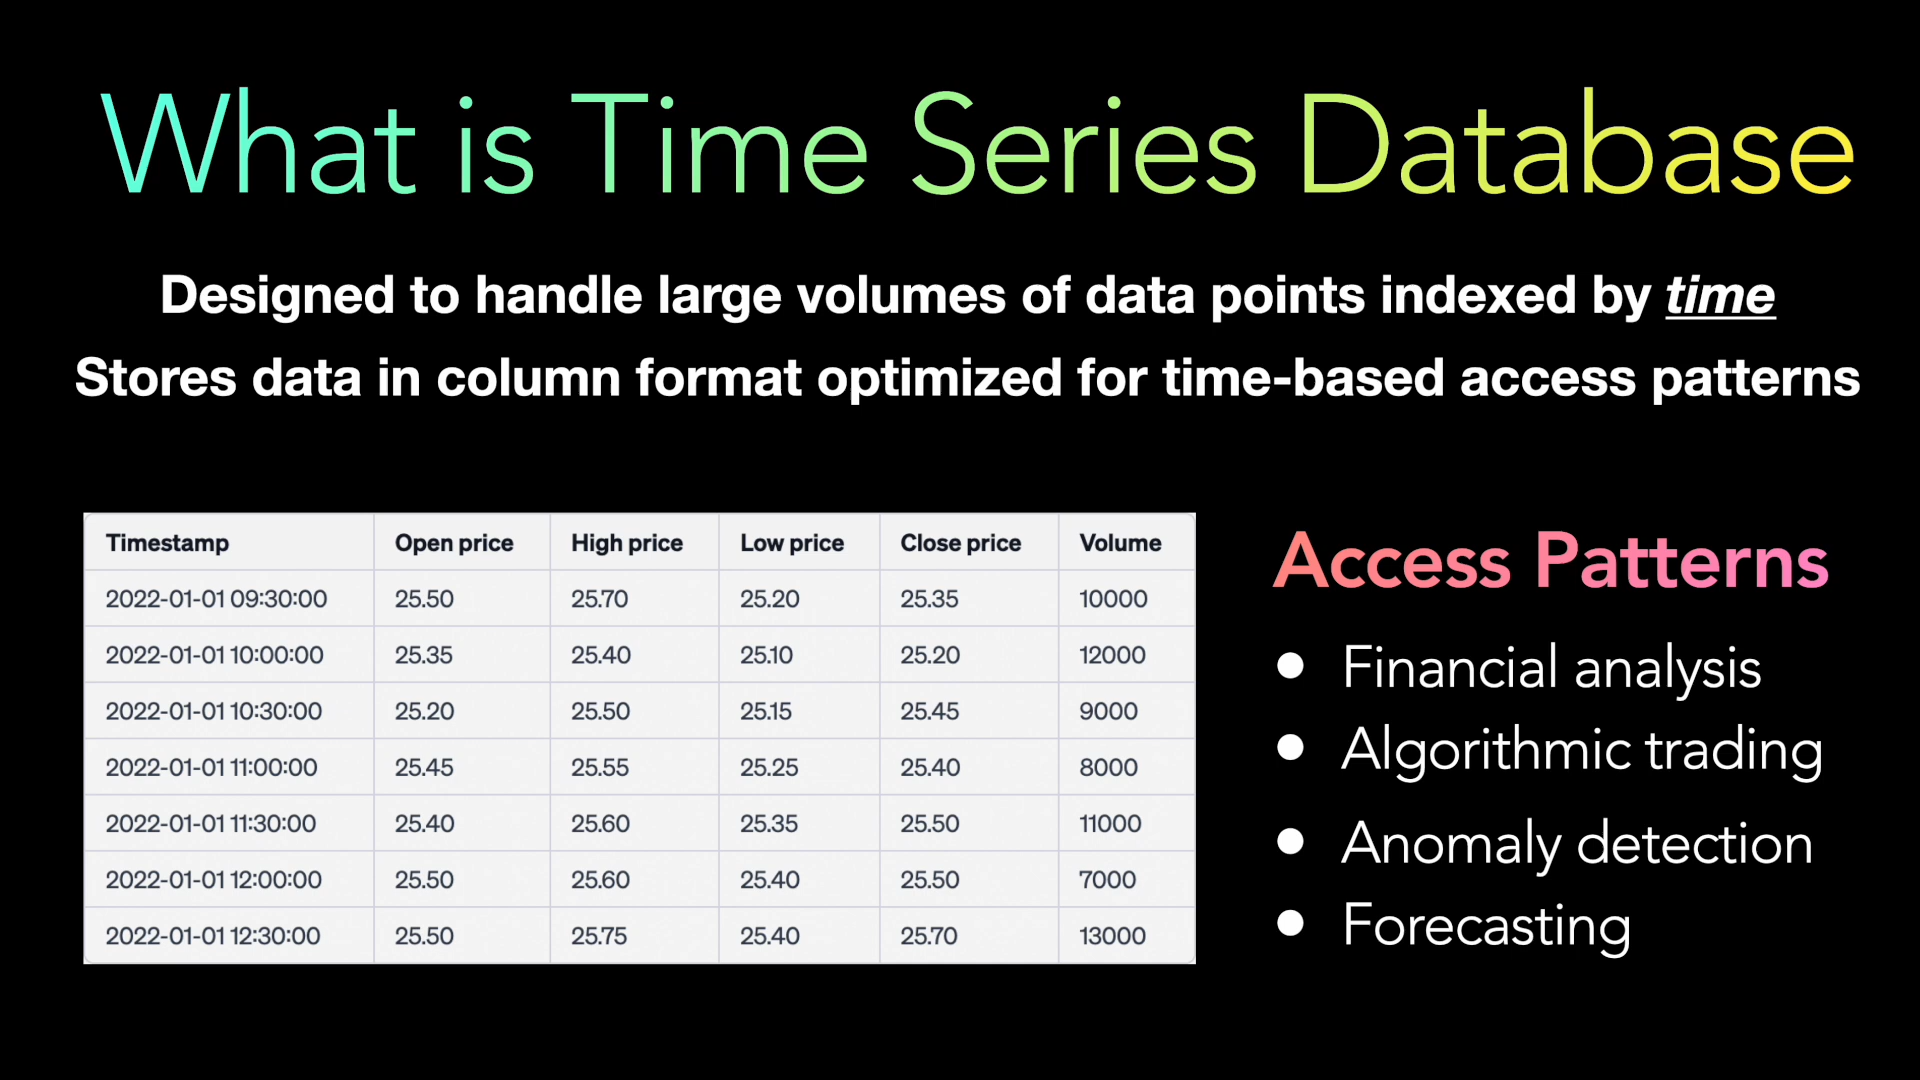 What is Time Series Database
Designed to handle large volumes of data points indexed by time
Stores data in column format optimized for time-based access patterns
Timestamp Open price High price Low price Close price Volume
2022-01-01 09:30:00 25.50 25.70 25.20 25.35 10000
2022-01-01 10:00:00 25.35 25.40 25.10 25.20 12000
2022-01-01 10:30:00 25.20 25.50 25.15 25.45 9000
2022-01-01 11:00:00 25.45 25.55 25.25 25.40 8000
2022-01-01 11:30:00 25.40 25.60 25.35 25.50 11000
2022-01-01 12:00:00 25.50 25.60 25.40 25.50 7000
2022-01-01 12:30:00 25.50 25.75 25.40 25.70 13000
Access Patterns
● Financial analysis
● Algorithmic trading
● Anomaly detection
● Forecasting